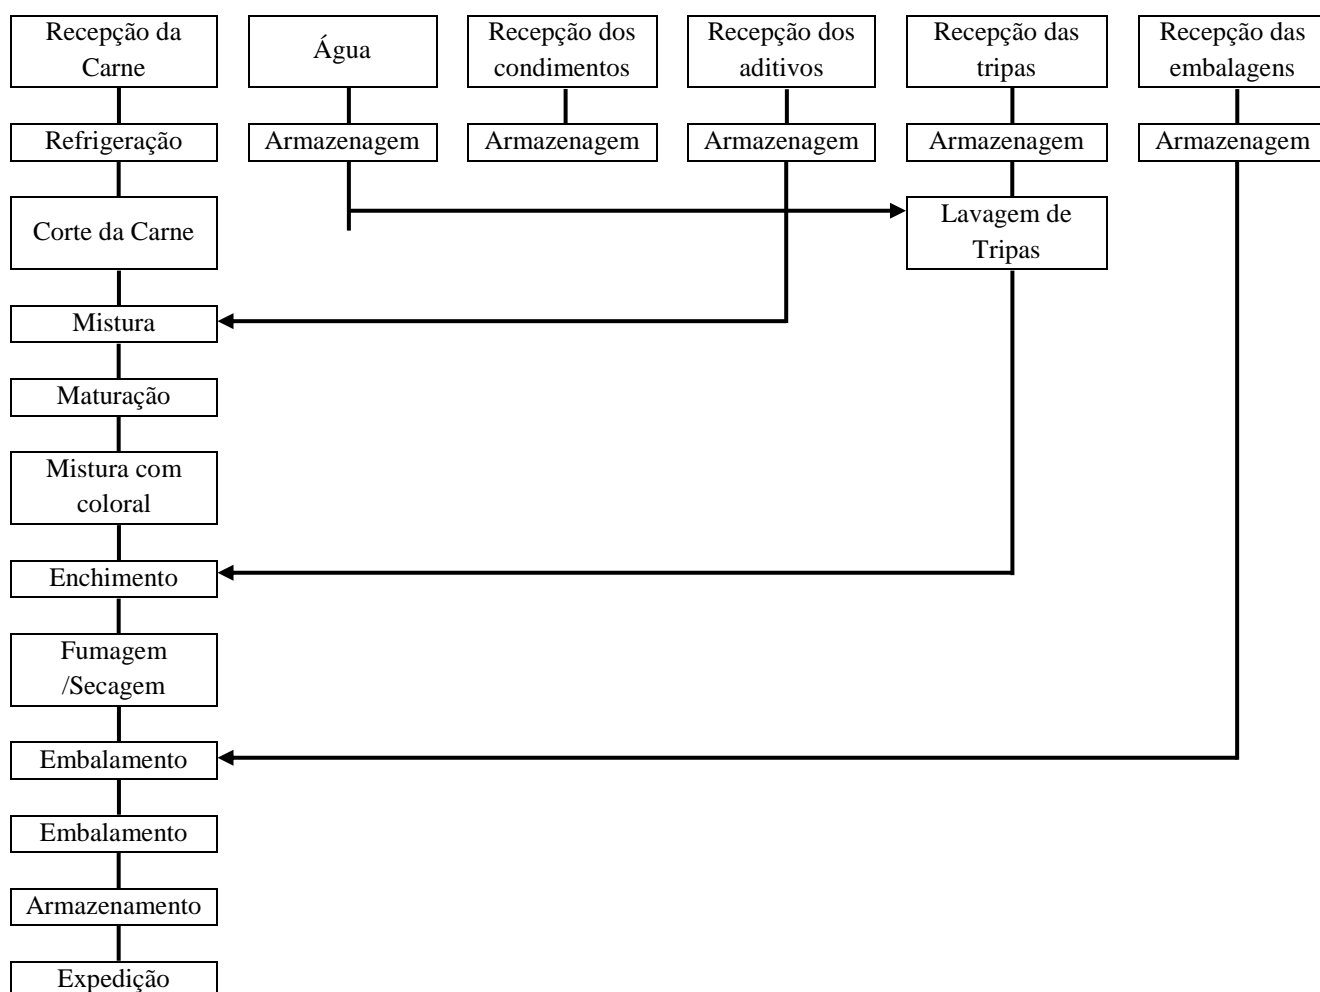 Recepção da
Carne
Água
Recepção dos
condimentos
Recepção dos
aditivos
Recepção das
tripas
Recepção das
embalagens
Refrigeração
Armazenagem
Armazenagem
Armazenagem
Armazenagem
Armazenagem
Corte da Carne
Lavagem de
Tripas
Mistura
Maturação
Mistura com
coloral
Enchimento
Fumagem
/Secagem
Embalamento
Embalamento
Armazenamento
Expedição